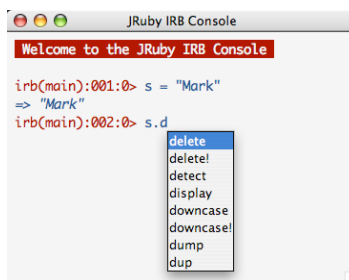 JRuby IRB Console
Welcome to the JRuby IRB Console
irb(main):001:0> s = "Mark"
=> "Mark"
irb(main):002:0> s.d
delete
delete!
detect
display
downcase
downcase!
dump
dup